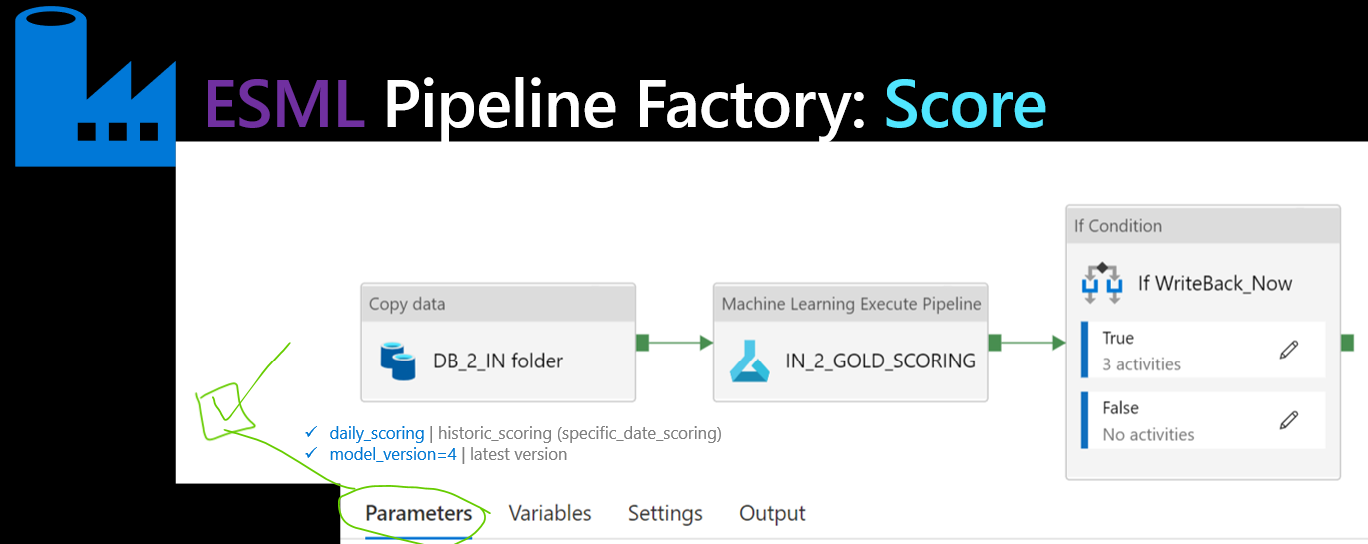 ESML Pipeline Factory: Score
Copy data
DB_2_IN folder
Machine Learning Execute Pipeline
IN_2_GOLD_SCORING
If Condition
If WriteBack_Now
True
3 activities
False
No activities
✓ daily_scoring | historic_scoring (specific_date_scoring)
✓ model_version=4 | latest version
Parameters Variables Settings Output